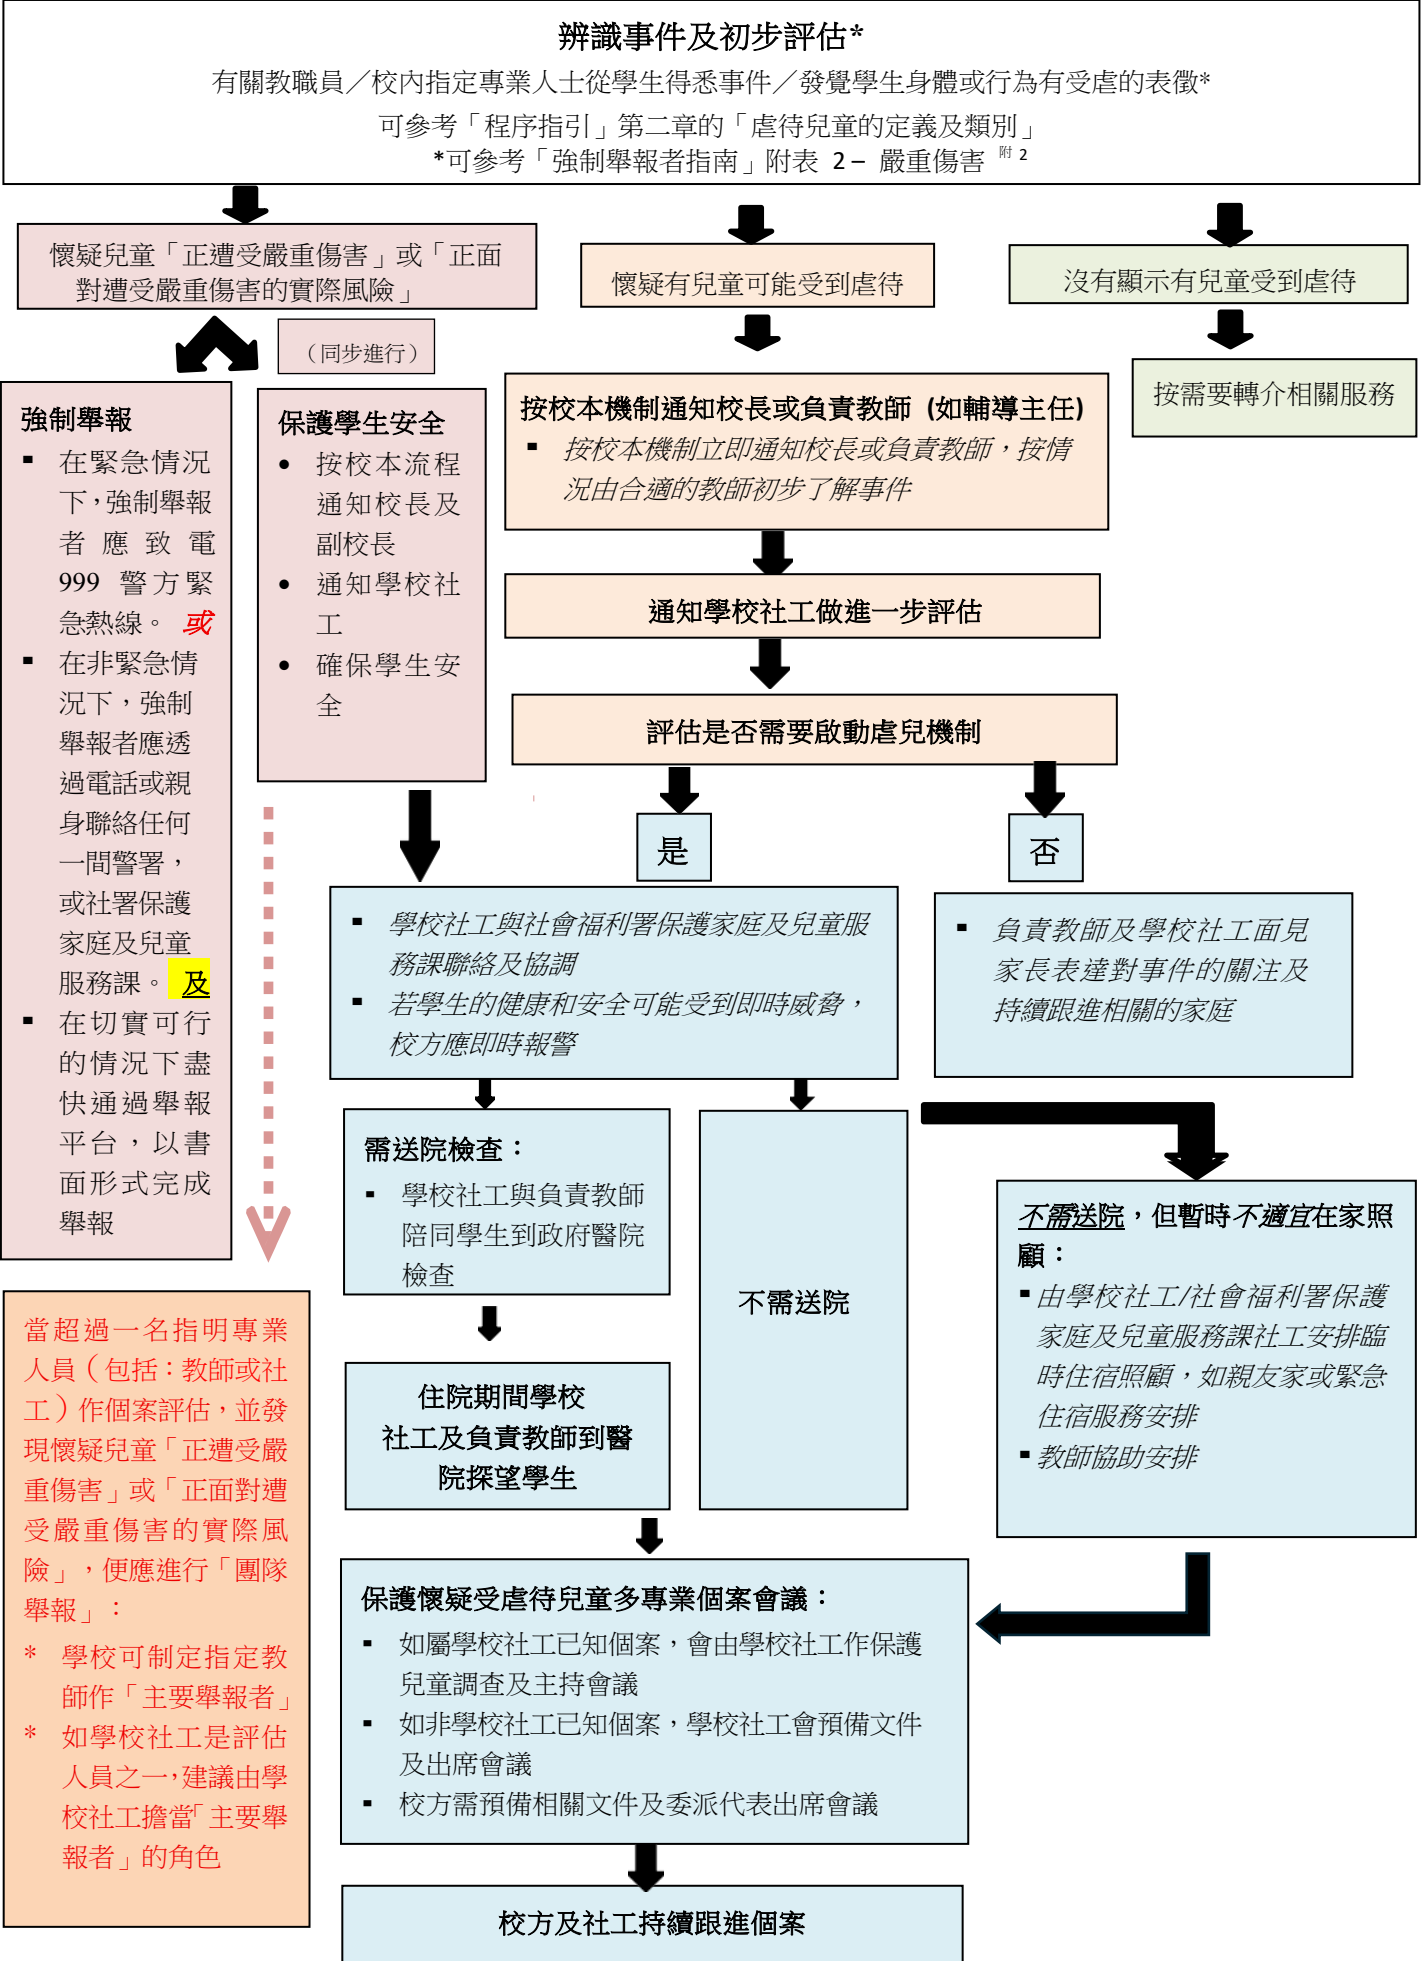 辨識事件及初步評估*
有關教職員／校內指定專業人士從學生得悉事件／發覺學生身體或行為有受虐的表徵*
可參考「程序指引」第二章的「虐待兒童的定義及類別」
*可參考「強制舉報者指南」附表 2 – 嚴重傷害 附 2
懷疑兒童「正遭受嚴重傷害」或「正面
對遭受嚴重傷害的實際風險」
懷疑有兒童可能受到虐待
沒有顯示有兒童受到虐待
（同步進行）
按需要轉介相關服務
強制舉報
▪ 在緊急情況
下，強制舉報
者應致電
999 警方緊
急熱線。 或
▪ 在非緊急情
況下，強制
舉報者應透
過電話或親
身聯絡任何
一間警署，
或社署保護
家庭及兒童
服務課。 及
▪ 在切實可行
的情況下盡
快通過舉報
平台，以書
面形式完成
舉報
保護學生安全
• 按校本流程
通知校長及
副校長
• 通知學校社
工
• 確保學生安
全
按校本機制通知校長或負責教師 (如輔導主任)
▪ 按校本機制立即通知校長或負責教師，按情
況由合適的教師初步了解事件
通知學校社工做進一步評估
評估是否需要啟動虐兒機制
是
否
▪ 學校社工與社會福利署保護家庭及兒童服
務課聯絡及協調
▪ 若學生的健康和安全可能受到即時威脅，
校方應即時報警
▪ 負責教師及學校社工面見
家長表達對事件的關注及
持續跟進相關的家庭
需送院檢查：
▪ 學校社工與負責教師
陪同學生到政府醫院
檢查
不需送院
不需送院，但暫時不適宜在家照
顧：
▪ 由學校社工/社會福利署保護
家庭及兒童服務課社工安排臨
時住宿照顧，如親友家或緊急
住宿服務安排
▪ 教師協助安排
住院期間學校
社工及負責教師到醫
院探望學生
當超過一名指明專業
人員（包括：教師或社
工）作個案評估，並發
現懷疑兒童「正遭受嚴
重傷害」或「正面對遭
受嚴重傷害的實際風
險」，便應進行「團隊
舉報」：
* 學校可制定指定教
師作「主要舉報者」
* 如學校社工是評估
人員之一，建議由學
校社工擔當「主要舉
報者」的角色
保護懷疑受虐待兒童多專業個案會議：
▪ 如屬學校社工已知個案，會由學校社工作保護
兒童調查及主持會議
▪ 如非學校社工已知個案，學校社工會預備文件
及出席會議
▪ 校方需預備相關文件及委派代表出席會議
校方及社工持續跟進個案